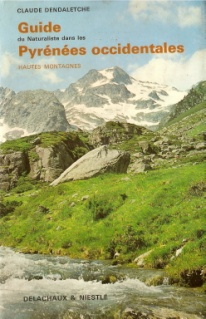 CLAUDE DENDALETCHE
Guide
du Naturaliste dans les
Pyrénées occidentales
HAUTES MONTAGNES
DELACHAUX & NIESTLÉ